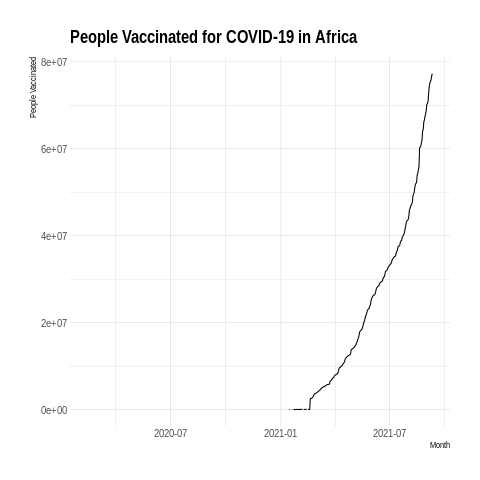 People Vaccinated for COVID-19 in Africa
People Vaccinated
8e+07
6e+07
4e+07
2e+07
0e+00
2020-07
2021-01
2021-07
Month